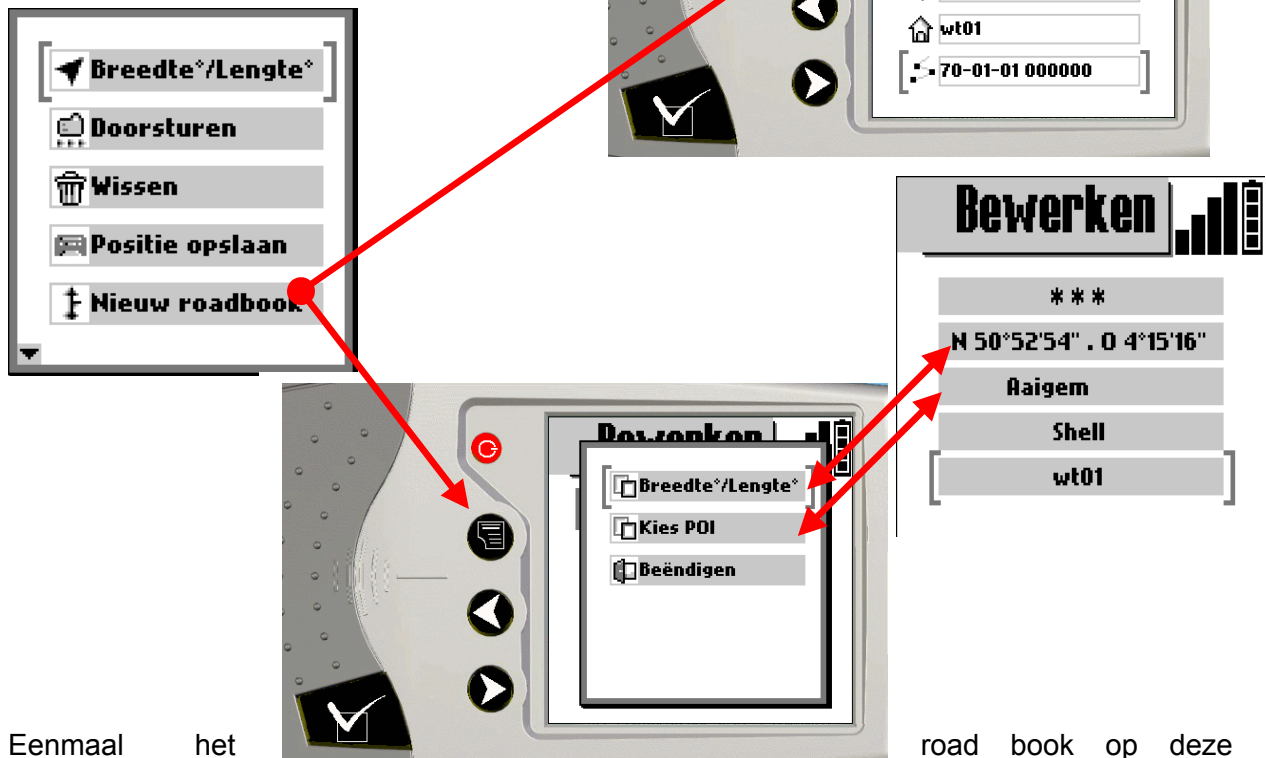 wt01
70-01-01 000000
Breedte°/Lengte°
Doorsturen
Wissen
Positie opslaan
Nieuw roadbook
Bewerken
***
N 50°52'54" . O 4°15'16"
Aaigem
Shell
wt01
Bewerken
Breedte°/Lengte°
Kies POI
Beëndigen
Eenmaal het road book op deze